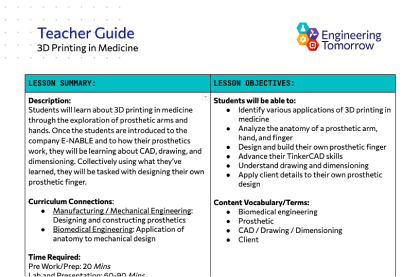 Teacher Guide
3D Printing in Medicine
Engineering
Tomorrow
LESSON SUMMARY:
Description:
Students will learn about 3D printing in medicine
through the exploration of prosthetic arms and
hands. Once the students are introduced to the
company E-NABLE and to how their prosthetics
work, they will be learning about CAD, drawing, and
dimensioning. Collectively using what they've
learned, they will be tasked with designing their own
prosthetic finger.
Curriculum Connections:
● Manufacturing / Mechanical Engineering:
Designing and constructing prosthetics
● Biomedical Engineering: Application of
anatomy to mechanical design
Time Required:
Pre Work/Prep: 20 Mins
Lab and Presentation: 60-90 Mins
LESSON OBJECTIVES:
Students will be able to:
● Identify various applications of 3D printing in
medicine
● Analyze the anatomy of a prosthetic arm,
hand, and finger
● Design and build their own prosthetic finger
● Advance their TinkerCAD skills
● Understand drawing and dimensioning
● Apply client details to their own prosthetic
design
Content Vocabulary/Terms:
● Biomedical engineering
● Prosthetic
● CAD / Drawing / Dimensioning
● Client